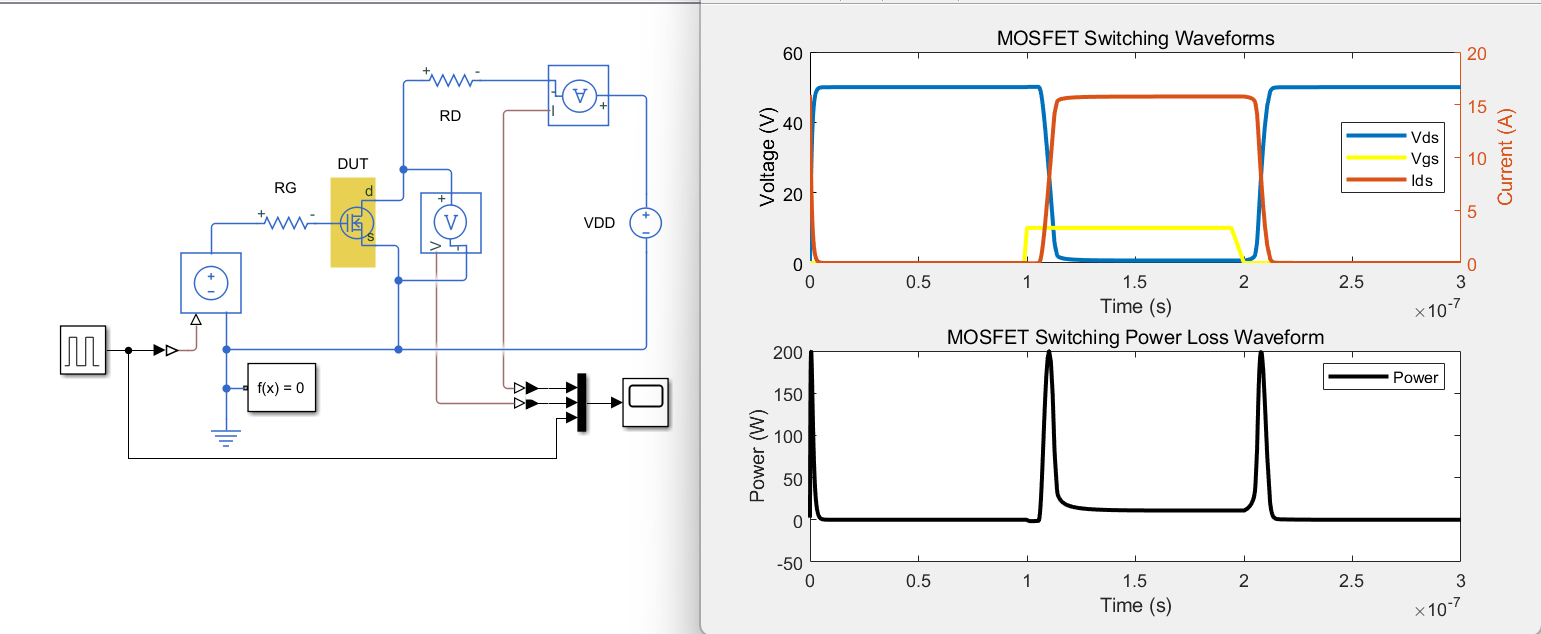 + -
RD
A
- +
I
DUT
RG
d
+ -
s
+
V
V -
VDD
+
−
+
−
f(x) = 0
MOSFET Switching Waveforms
60
40
20
0
Voltage (V)
20
15
10
5
0
Current (A)
Vds
Vgs
Ids
0 0.5 1 1.5 2 2.5 3
Time (s)
×10-7
MOSFET Switching Power Loss Waveform
200
150
100
50
0
-50
Power (W)
Power
0 0.5 1 1.5 2 2.5 3
Time (s)
×10-7